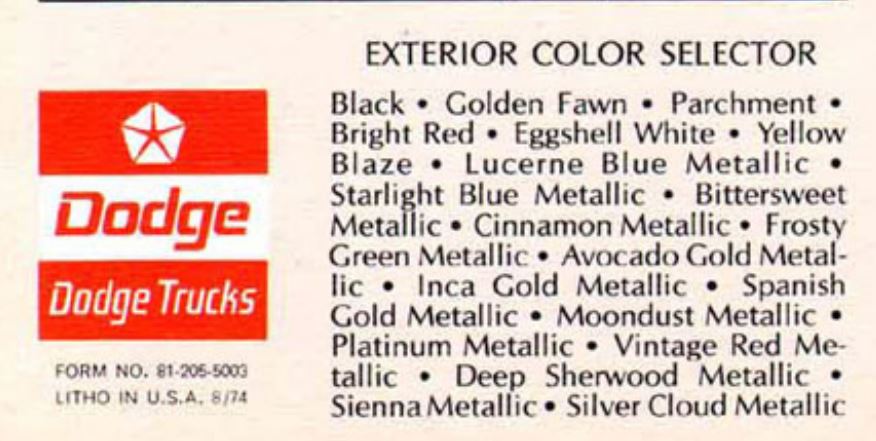 EXTERIOR COLOR SELECTOR
Black • Golden Fawn • Parchment •
Bright Red • Eggshell White • Yellow
Blaze • Lucerne Blue Metallic •
Starlight Blue Metallic • Bittersweet
Metallic • Cinnamon Metallic • Frosty
Green Metallic • Avocado Gold Metal-
lic • Inca Gold Metallic • Spanish
Gold Metallic • Moondust Metallic •
Platinum Metallic • Vintage Red Me-
tallic • Deep Sherwood Metallic •
Sienna Metallic • Silver Cloud Metallic
Dodge
Dodge Trucks
FORM NO. 81-205-5003
LITHO IN U.S.A. 8/74